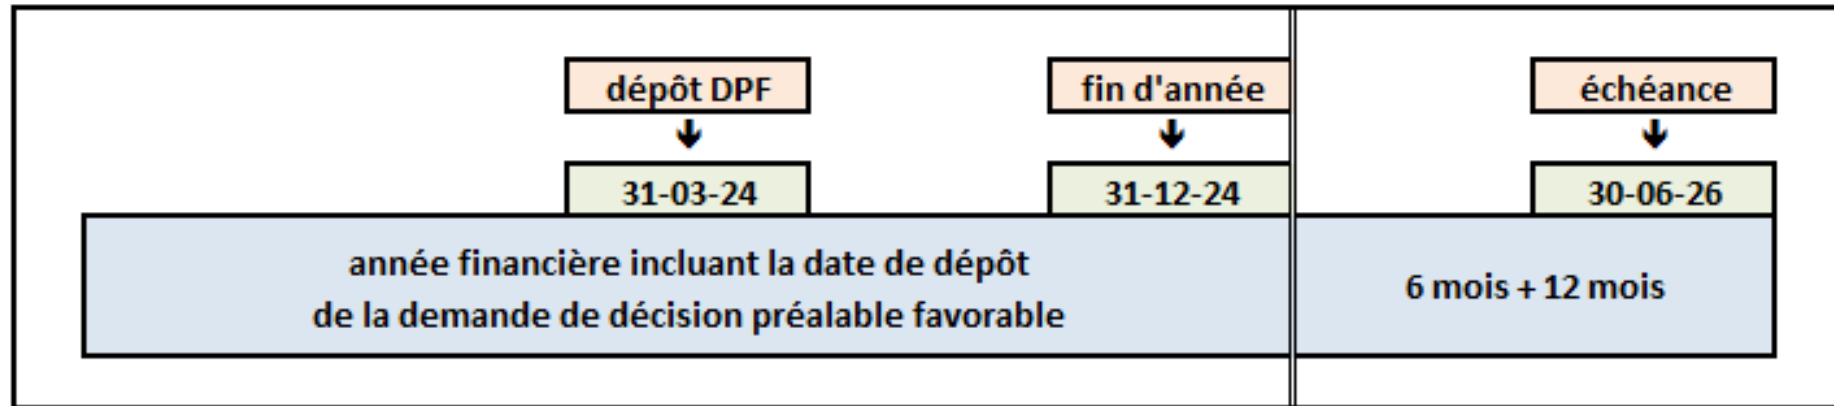 dépôt DPF
fin d'année
échéance
31-03-24
31-12-24
30-06-26
année financière incluant la date de dépôt
de la demande de décision préalable favorable
6 mois + 12 mois